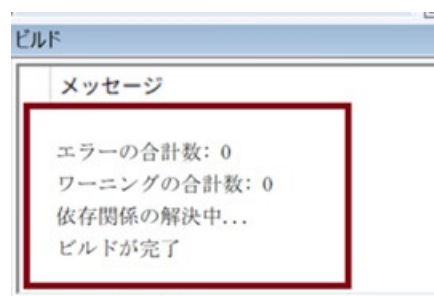 ビルド
メッセージ
エラーの合計数: 0
ワーニングの合計数: 0
依存関係の解決中...
ビルドが完了